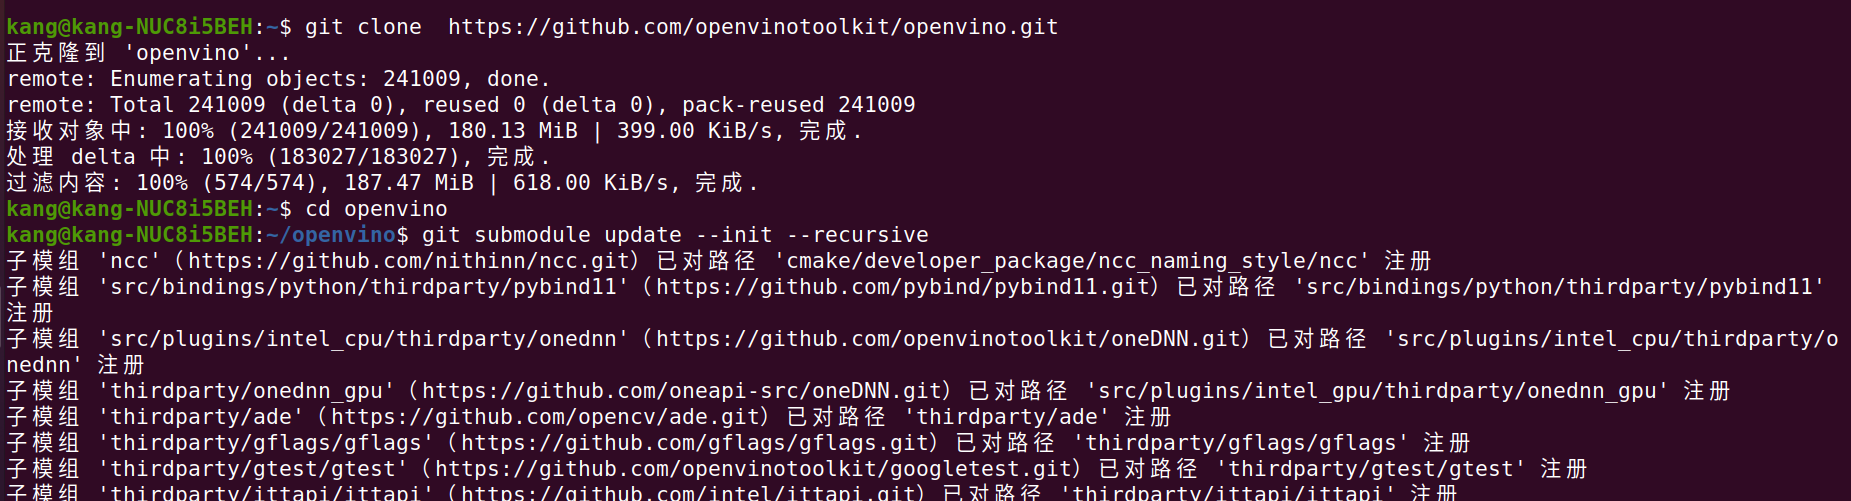 kang@kang-NUC8i5BEH:~$ git clone  https://github.com/openvinotoolkit/openvino.git
正克隆到 'openvino'...
remote: Enumerating objects: 241009, done.
remote: Total 241009 (delta 0), reused 0 (delta 0), pack-reused 241009
接收对象中: 100% (241009/241009), 180.13 MiB | 399.00 KiB/s, 完成.
处理 delta 中: 100% (183027/183027), 完成.
过滤内容: 100% (574/574), 187.47 MiB | 618.00 KiB/s, 完成.
kang@kang-NUC8i5BEH:~$ cd openvino
kang@kang-NUC8i5BEH:~/openvino$ git submodule update --init --recursive
子模组 'ncc'（https://github.com/nithinn/ncc.git）已对路径 'cmake/developer_package/ncc_naming_style/ncc' 注册
子模组 'src/bindings/python/thirdparty/pybind11'（https://github.com/pybind/pybind11.git）已对路径 'src/bindings/python/thirdparty/pybind11'
注册
子模组 'src/plugins/intel_cpu/thirdparty/onednn'（https://github.com/openvinotoolkit/oneDNN.git）已对路径 'src/plugins/intel_cpu/thirdparty/o
nednn' 注册
子模组 'thirdparty/onednn_gpu'（https://github.com/oneapi-src/oneDNN.git）已对路径 'src/plugins/intel_gpu/thirdparty/onednn_gpu' 注册
子模组 'thirdparty/ade'（https://github.com/opencv/ade.git）已对路径 'thirdparty/ade' 注册
子模组 'thirdparty/gflags/gflags'（https://github.com/gflags/gflags.git）已对路径 'thirdparty/gflags/gflags' 注册
子模组 'thirdparty/gtest/gtest'（https://github.com/openvinotoolkit/googletest.git）已对路径 'thirdparty/gtest/gtest' 注册
子模组 'thirdparty/ittapi/ittapi'（https://github.com/intel/ittapi.git）已对路径 'thirdparty/ittapi/ittapi' 注册